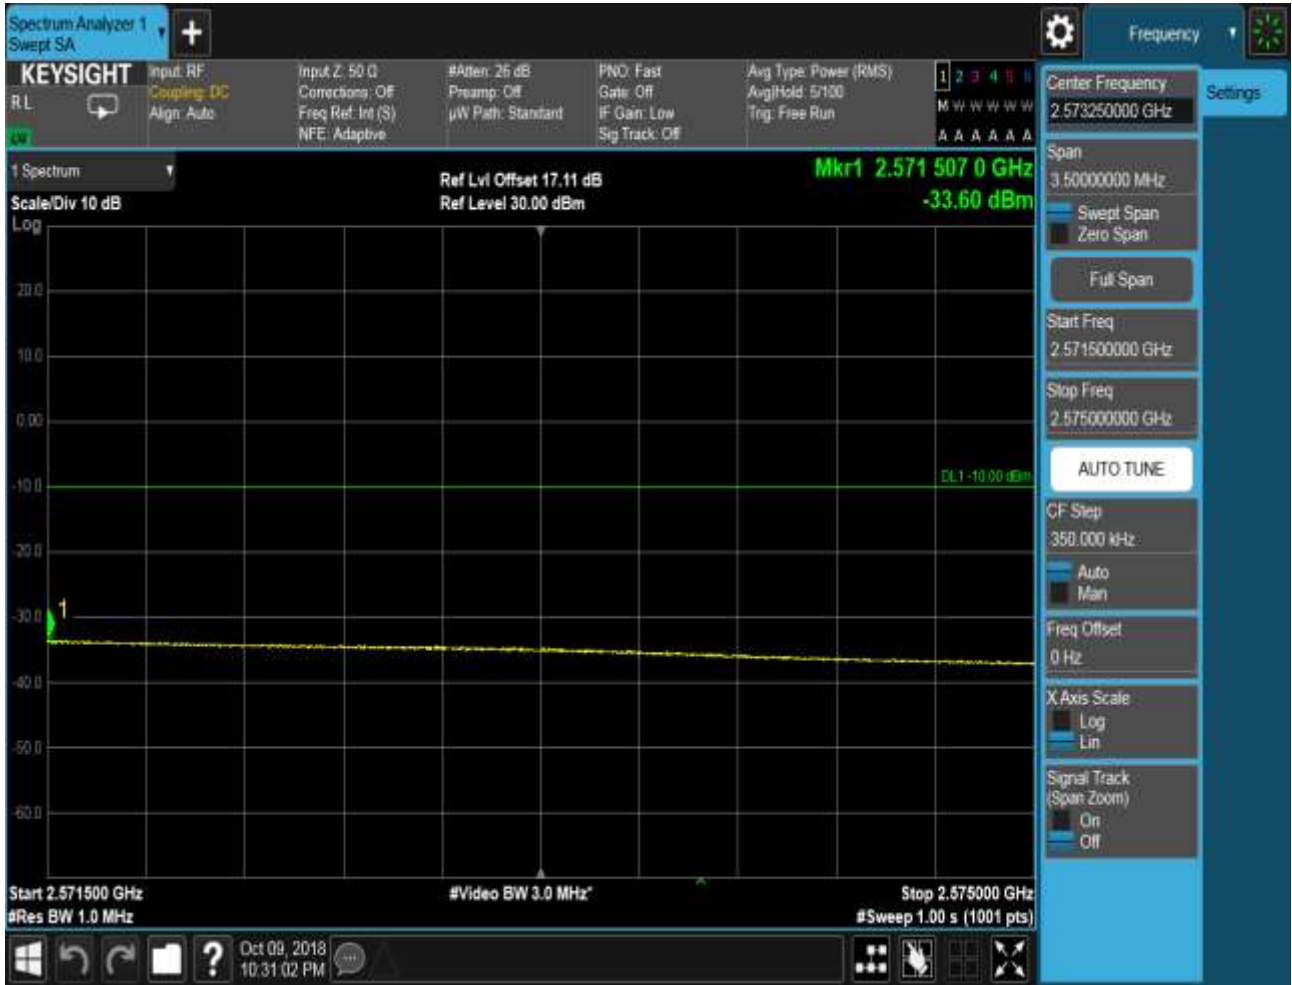 Spectrum Analyzer 1
Swept SA
+
Frequency
KEYSIGHT
R L
Input: RF
Coupling: DC
Align: Auto
Input Z: 50 Ω
Corrections: Off
Freq Ref: Int (S)
NFE: Adaptive
#Atten: 26 dB
Preamp: Off
µW Path: Standard
PNO: Fast
Gate: Off
IF Gain: Low
Sig Track: Off
Avg Type: Power (RMS)
Avg|Hold: 5/100
Trig: Free Run
1 2 3 4 5 6
M W W W W W
A A A A A A
1 Spectrum
Scale/Div 10 dB
Log
Ref Lvl Offset 17.11 dB
Ref Level 30.00 dBm
Mkr1 2.571 507 0 GHz
-33.60 dBm
20.0
10.0
0.00
-10.0
-20.0
-30.0
-40.0
-50.0
-60.0
DL1 -10.00 dBm
1
Start 2.571500 GHz
#Res BW 1.0 MHz
#Video BW 3.0 MHz*
Stop 2.575000 GHz
#Sweep 1.00 s (1001 pts)
?
Oct 09, 2018
10:31:02 PM
Center Frequency
2.573250000 GHz
Settings
Span
3.50000000 MHz
Swept Span
Zero Span
Full Span
Start Freq
2.571500000 GHz
Stop Freq
2.575000000 GHz
AUTO TUNE
CF Step
350.000 kHz
Auto
Man
Freq Offset
0 Hz
X Axis Scale
Log
Lin
Signal Track
(Span Zoom)
On
Off